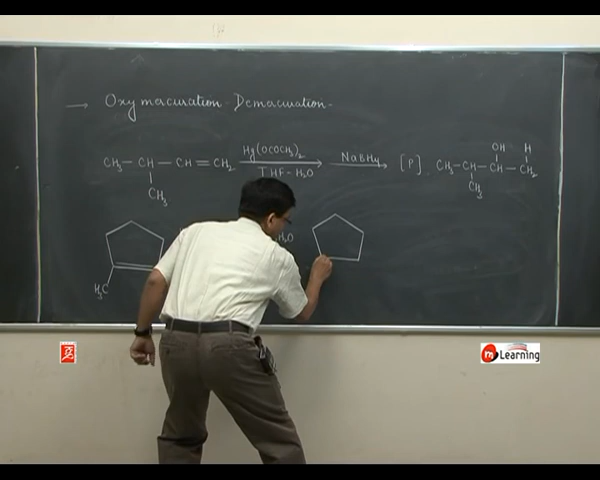 → Oxymercuration - Demercuration -
Hg(OCOCH₃)₂
THF-H₂O
NaBH₄
CH₃-CH-CH=CH₂
CH₃
[P]. CH₃-CH-CH-CH₂
OH H
CH₃
H₂O
H₃C
m Learning